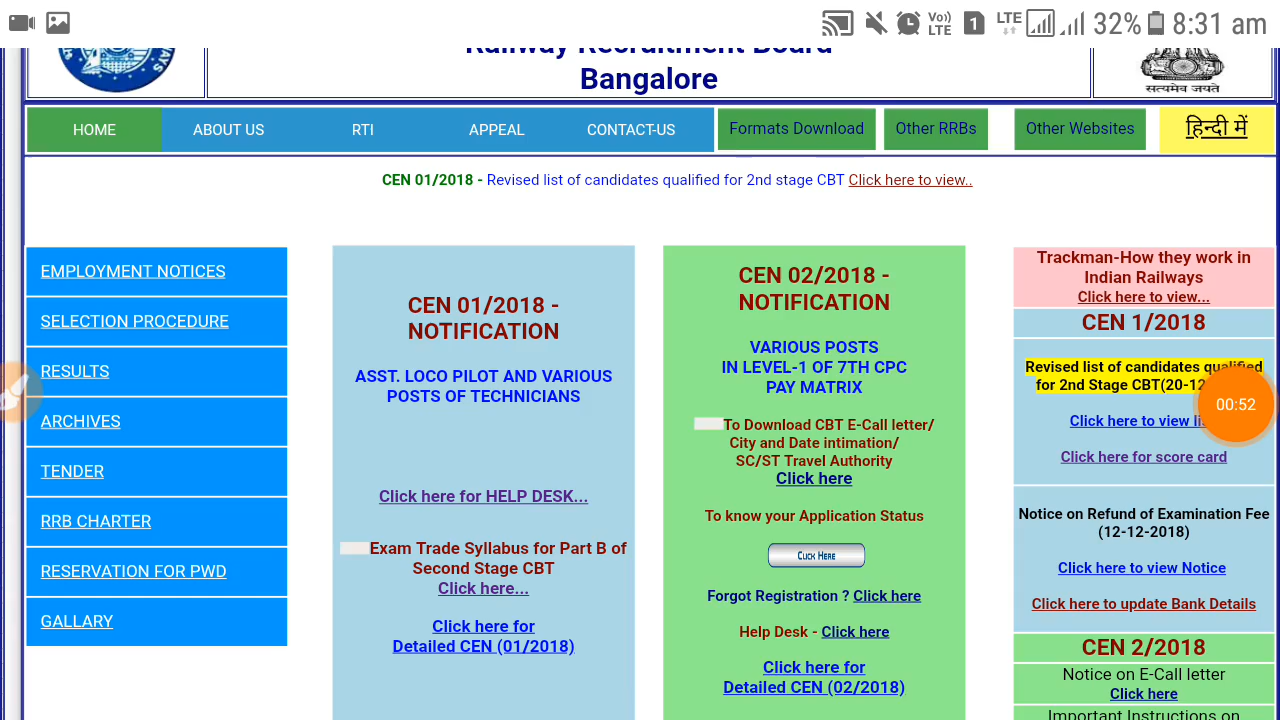 Vo))
LTE
1
LTE
32%
8:31 am
Railway Recruitment Board
Bangalore
सत्यमेव जयते
HOME
ABOUT US
RTI
APPEAL
CONTACT-US
Formats Download
Other RRBs
Other Websites
हिन्दी में
CEN 01/2018 - Revised list of candidates qualified for 2nd stage CBT Click here to view..
EMPLOYMENT NOTICES
SELECTION PROCEDURE
RESULTS
ARCHIVES
TENDER
RRB CHARTER
RESERVATION FOR PWD
GALLARY
CEN 01/2018 -
NOTIFICATION
ASST. LOCO PILOT AND VARIOUS
POSTS OF TECHNICIANS
Click here for HELP DESK...
Exam Trade Syllabus for Part B of
Second Stage CBT
Click here...
Click here for
Detailed CEN (01/2018)
CEN 02/2018 -
NOTIFICATION
VARIOUS POSTS
IN LEVEL-1 OF 7TH CPC
PAY MATRIX
To Download CBT E-Call letter/
City and Date intimation/
SC/ST Travel Authority
Click here
To know your Application Status
Click Here
Forgot Registration ? Click here
Help Desk - Click here
Click here for
Detailed CEN (02/2018)
Trackman-How they work in
Indian Railways
Click here to view...
CEN 1/2018
Revised list of candidates qualified
for 2nd Stage CBT(20-12
00:52
Click here to view
Click here for score card
Notice on Refund of Examination Fee
(12-12-2018)
Click here to view Notice
Click here to update Bank Details
CEN 2/2018
Notice on E-Call letter
Click here
Important Instructions on